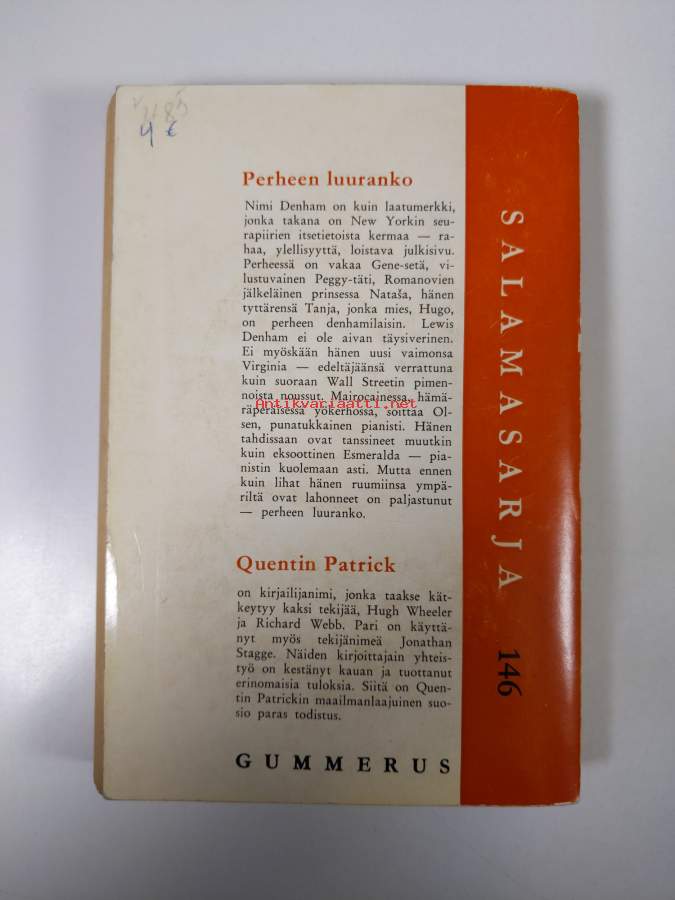 4 €
Perheen luuranko
Nimi Denham on kuin laatumerkki,
jonka takana on New Yorkin seu-
rapiirien itsetietoista kermaa — ra-
haa, ylellisyyttä, loistava julkisivu.
Perheessä on vakaa Gene-setä, vi-
lustuvainen Peggy-täti, Romanovien
jälkeläinen prinsessa Nataša, hänen
tyttärensä Tanja, jonka mies, Hugo,
on perheen denhamilaisin. Lewis
Denham ei ole aivan täysiverinen.
Ei myöskään hänen uusi vaimonsa
Virginia — edeltäjäänsä verrattuna
kuin suoraan Wall Streetin pimen-
noista noussut. Mairocainessa, hämä-
Antikvariaatti.net
räperäisessä yökerhossa, soittaa Ol-
sen, punatukkainen pianisti. Hänen
tahdissaan ovat tanssineet muutkin
kuin eksoottinen Esmeralda — pia-
nistin kuolemaan asti. Mutta ennen
kuin lihat hänen ruumiinsa ympä-
riltä ovat lahonneet on paljastunut
— perheen luuranko.
Quentin Patrick
on kirjailijanimi, jonka taakse kät-
keytyy kaksi tekijää, Hugh Wheeler
ja Richard Webb. Pari on käyttä-
nyt myös tekijänimeä Jonathan
Stagge. Näiden kirjoittajain yhteis-
työ on kestänyt kauan ja tuottanut
erinomaisia tuloksia. Siitä on Quen-
tin Patrickin maailmanlaajuinen suo-
sio paras todistus.
GUMMERUS
SALAMASARJA 146